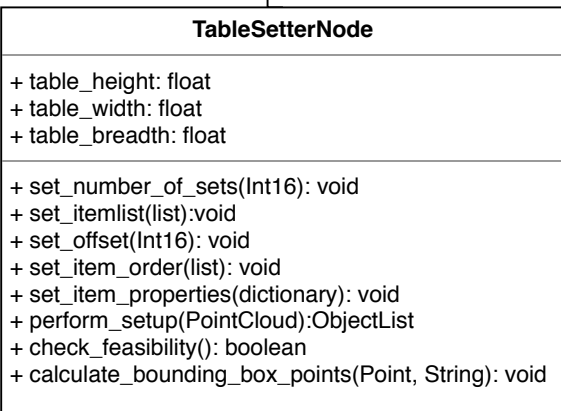 TableSetterNode
+ table_height: float
+ table_width: float
+ table_breadth: float
+ set_number_of_sets(Int16): void
+ set_itemlist(list):void
+ set_offset(Int16): void
+ set_item_order(list): void
+ set_item_properties(dictionary): void
+ perform_setup(PointCloud):ObjectList
+ check_feasibility(): boolean
+ calculate_bounding_box_points(Point, String): void